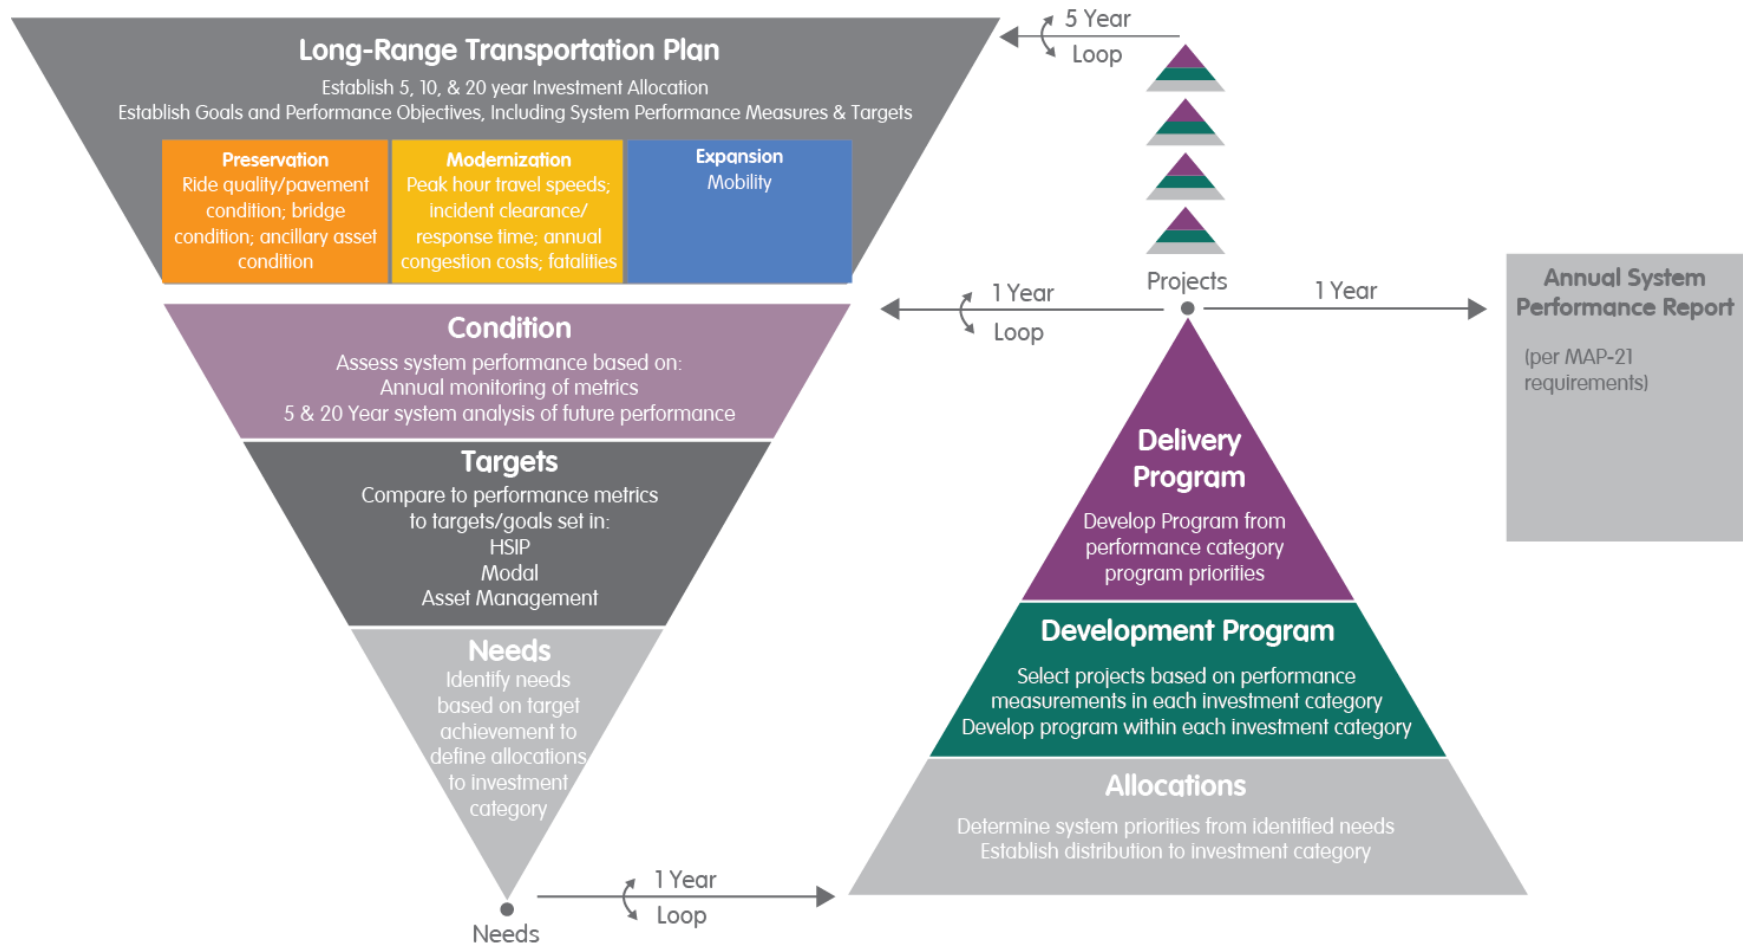 Long-Range Transportation Plan
Establish 5, 10, & 20 year Investment Allocation
Establish Goals and Performance Objectives, Including System Performance Measures & Targets
Preservation
Ride quality/pavement
condition; bridge
condition; ancillary asset
condition
Modernization
Peak hour travel speeds;
incident clearance/
response time; annual
congestion costs; fatalities
Expansion
Mobility
Condition
Assess system performance based on:
Annual monitoring of metrics
5 & 20 Year system analysis of future performance
Targets
Compare to performance metrics
to targets/goals set in:
HSIP
Modal
Asset Management
Needs
Identify needs
based on target
achievement to
define allocations
to investment
category
Needs
1 Year
Loop
5 Year
Loop
Projects
1 Year
Loop
1 Year
Delivery
Program
Develop Program from
performance category
program priorities
Development Program
Select projects based on performance
measurements in each investment category
Develop program within each investment category
Allocations
Determine system priorities from identified needs
Establish distribution to investment category
Annual System
Performance Report
(per MAP-21
requirements)